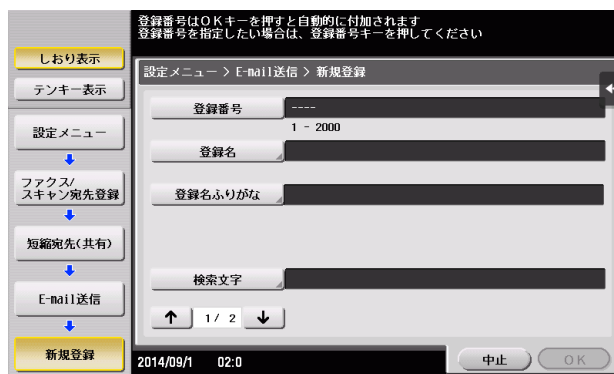 登録番号はOKキーを押すと自動的に付加されます
登録番号を指定したい場合は、登録番号キーを押してください
しおり表示
テンキー表示
設定メニュー
ファクス/
スキャン宛先登録
短縮宛先(共有)
E-mail送信
新規登録
設定メニュー > E-mail送信 > 新規登録
登録番号 ----
1 - 2000
登録名
登録名ふりがな
検索文字
↑ 1/ 2 ↓
2014/09/1 02:0
中止 OK